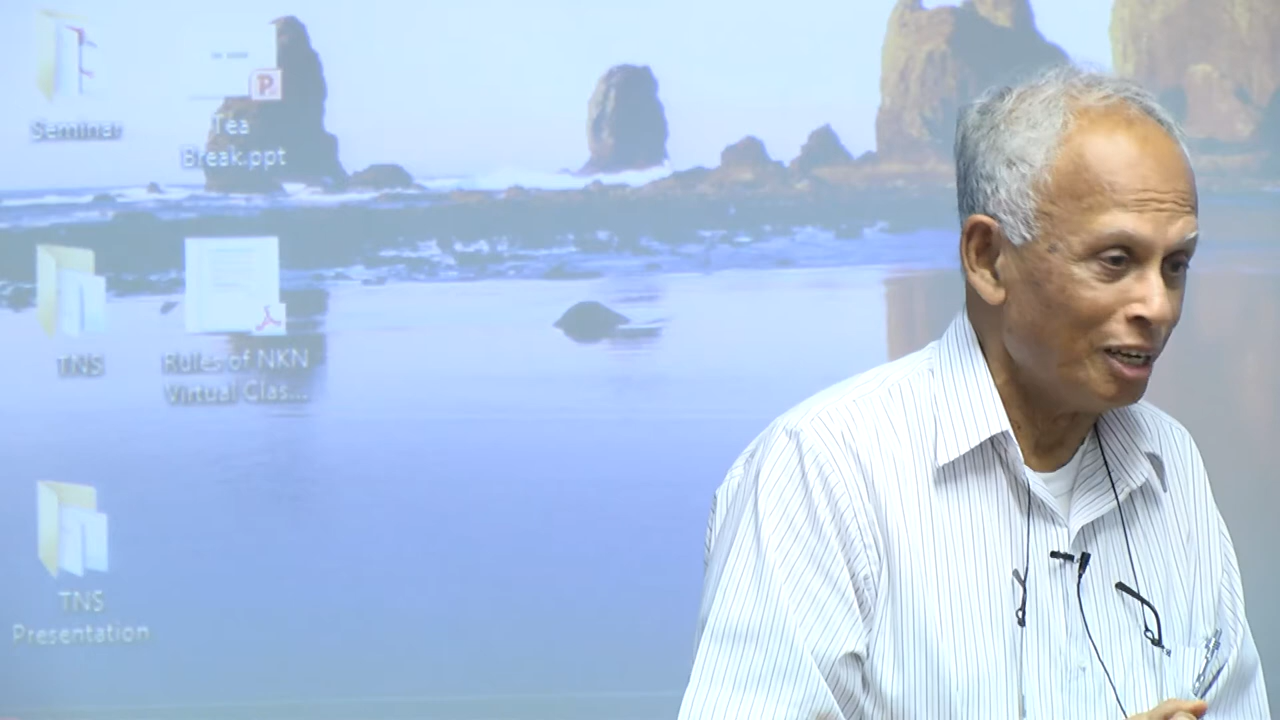 Seminar
Tea
Break.ppt
TNS
Rules of NKN
Virtual Clas...
TNS
Presentation